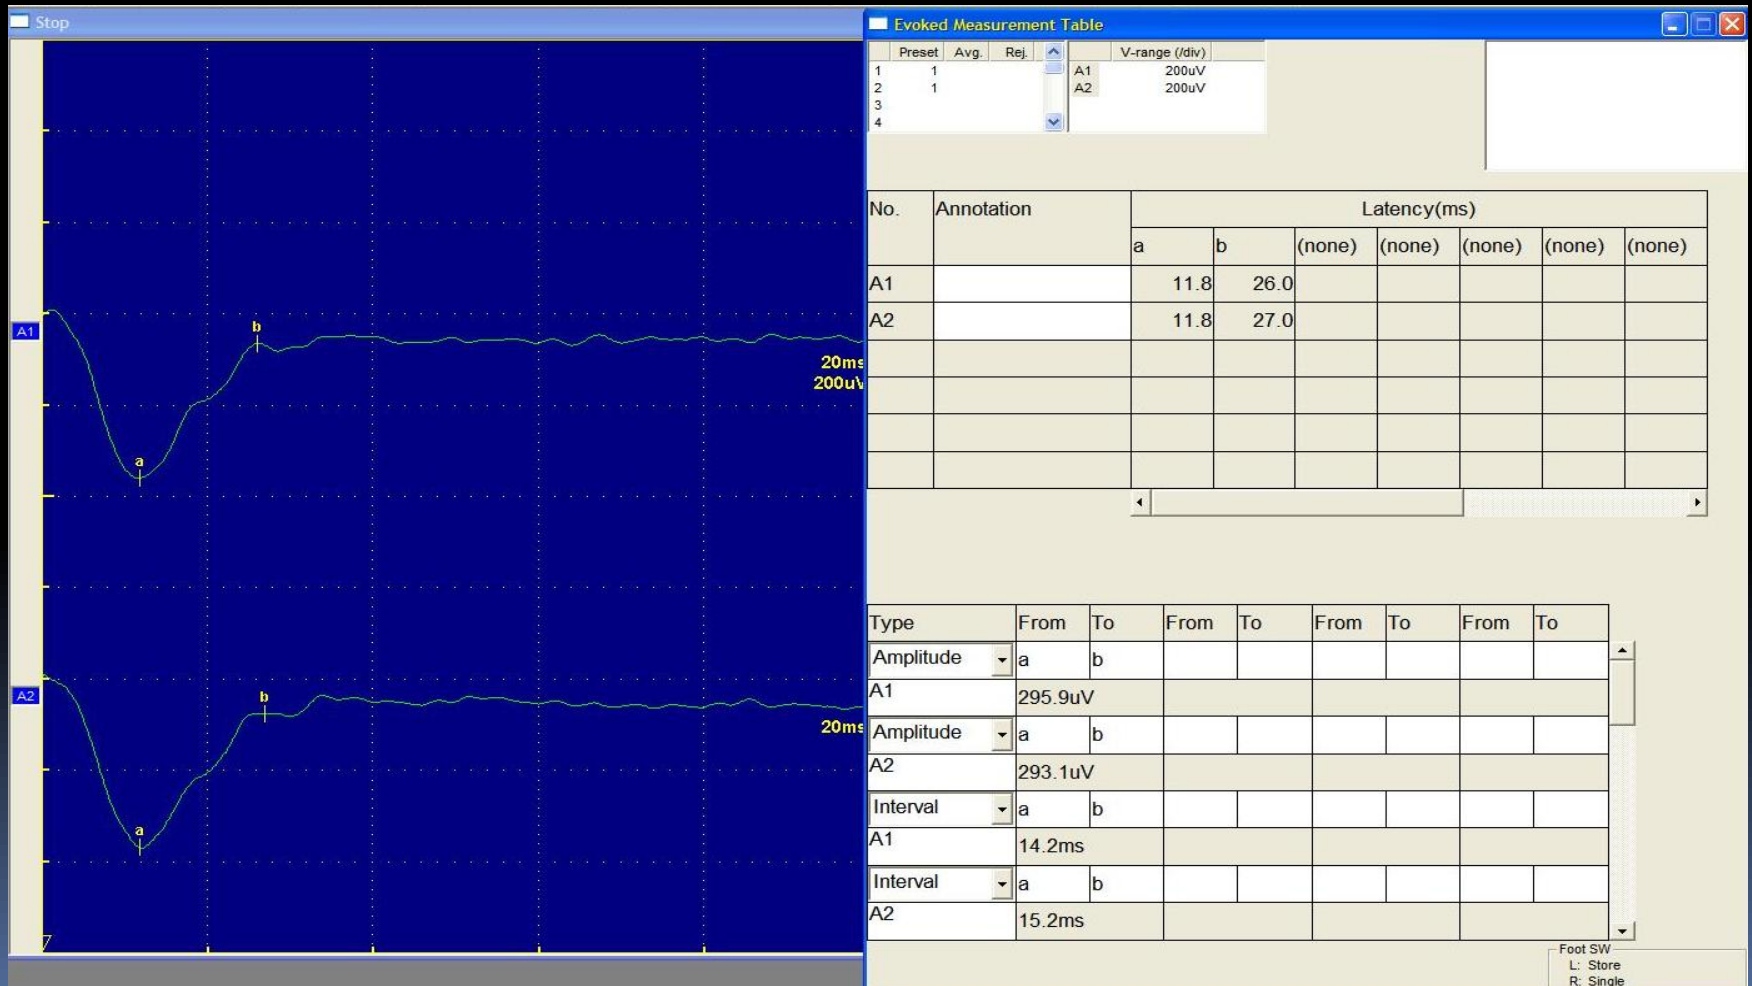 Stop
Evoked Measurement Table
Preset Avg. Rej.
1 1
2 1
3
4
V-range (/div)
A1 200uV
A2 200uV
No. Annotation Latency(ms)
a b (none) (none) (none) (none) (none)
A1 11.8 26.0
A2 11.8 27.0
A1
b
20ms
200uV
a
A2
b
20ms
a
Type From To From To From To From To
Amplitude a b
A1 295.9uV
Amplitude a b
A2 293.1uV
Interval a b
A1 14.2ms
Interval a b
A2 15.2ms
Foot SW
L: Store
R: Single